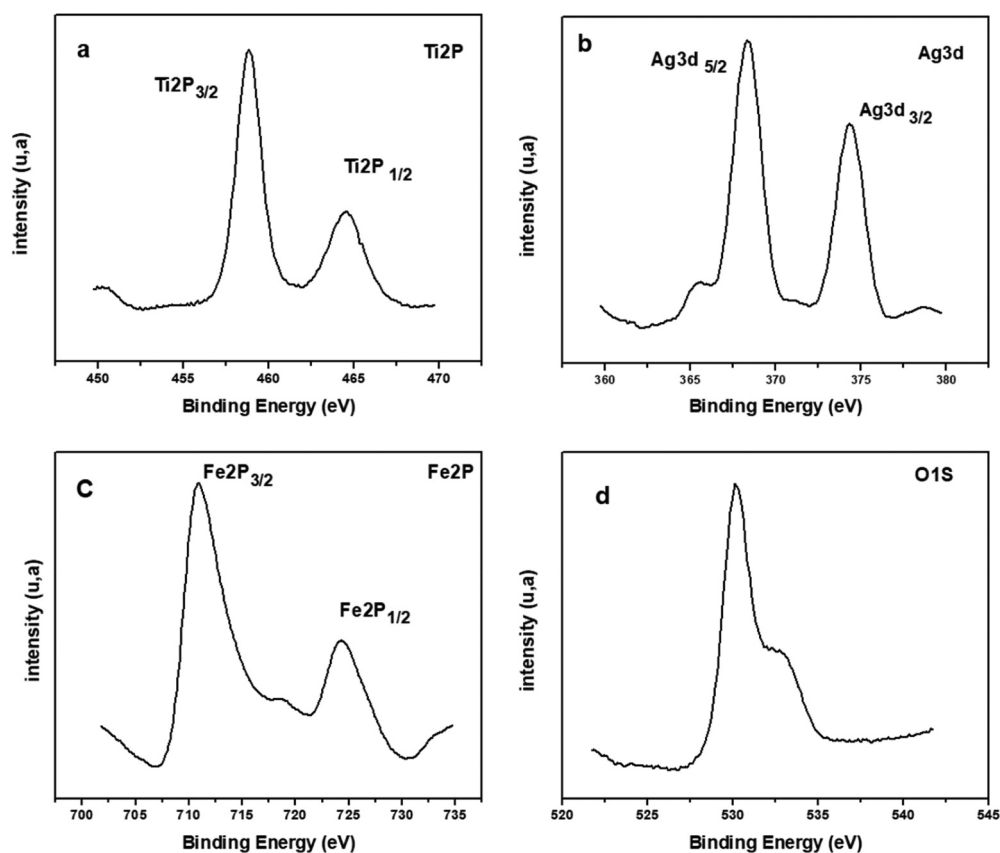 a
Ti2P
Ti2P3/2
Ti2P 1/2
intensity (u,a)
450 455 460 465 470
Binding Energy (eV)
b
Ag3d
Ag3d 5/2
Ag3d 3/2
intensity (u,a)
360 365 370 375 380
Binding Energy (eV)
C
Fe2P3/2
Fe2P
Fe2P1/2
intensity (u,a)
700 705 710 715 720 725 730 735
Binding Energy (eV)
d
O1S
intensity (u,a)
520 525 530 535 540 545
Binding Energy (eV)